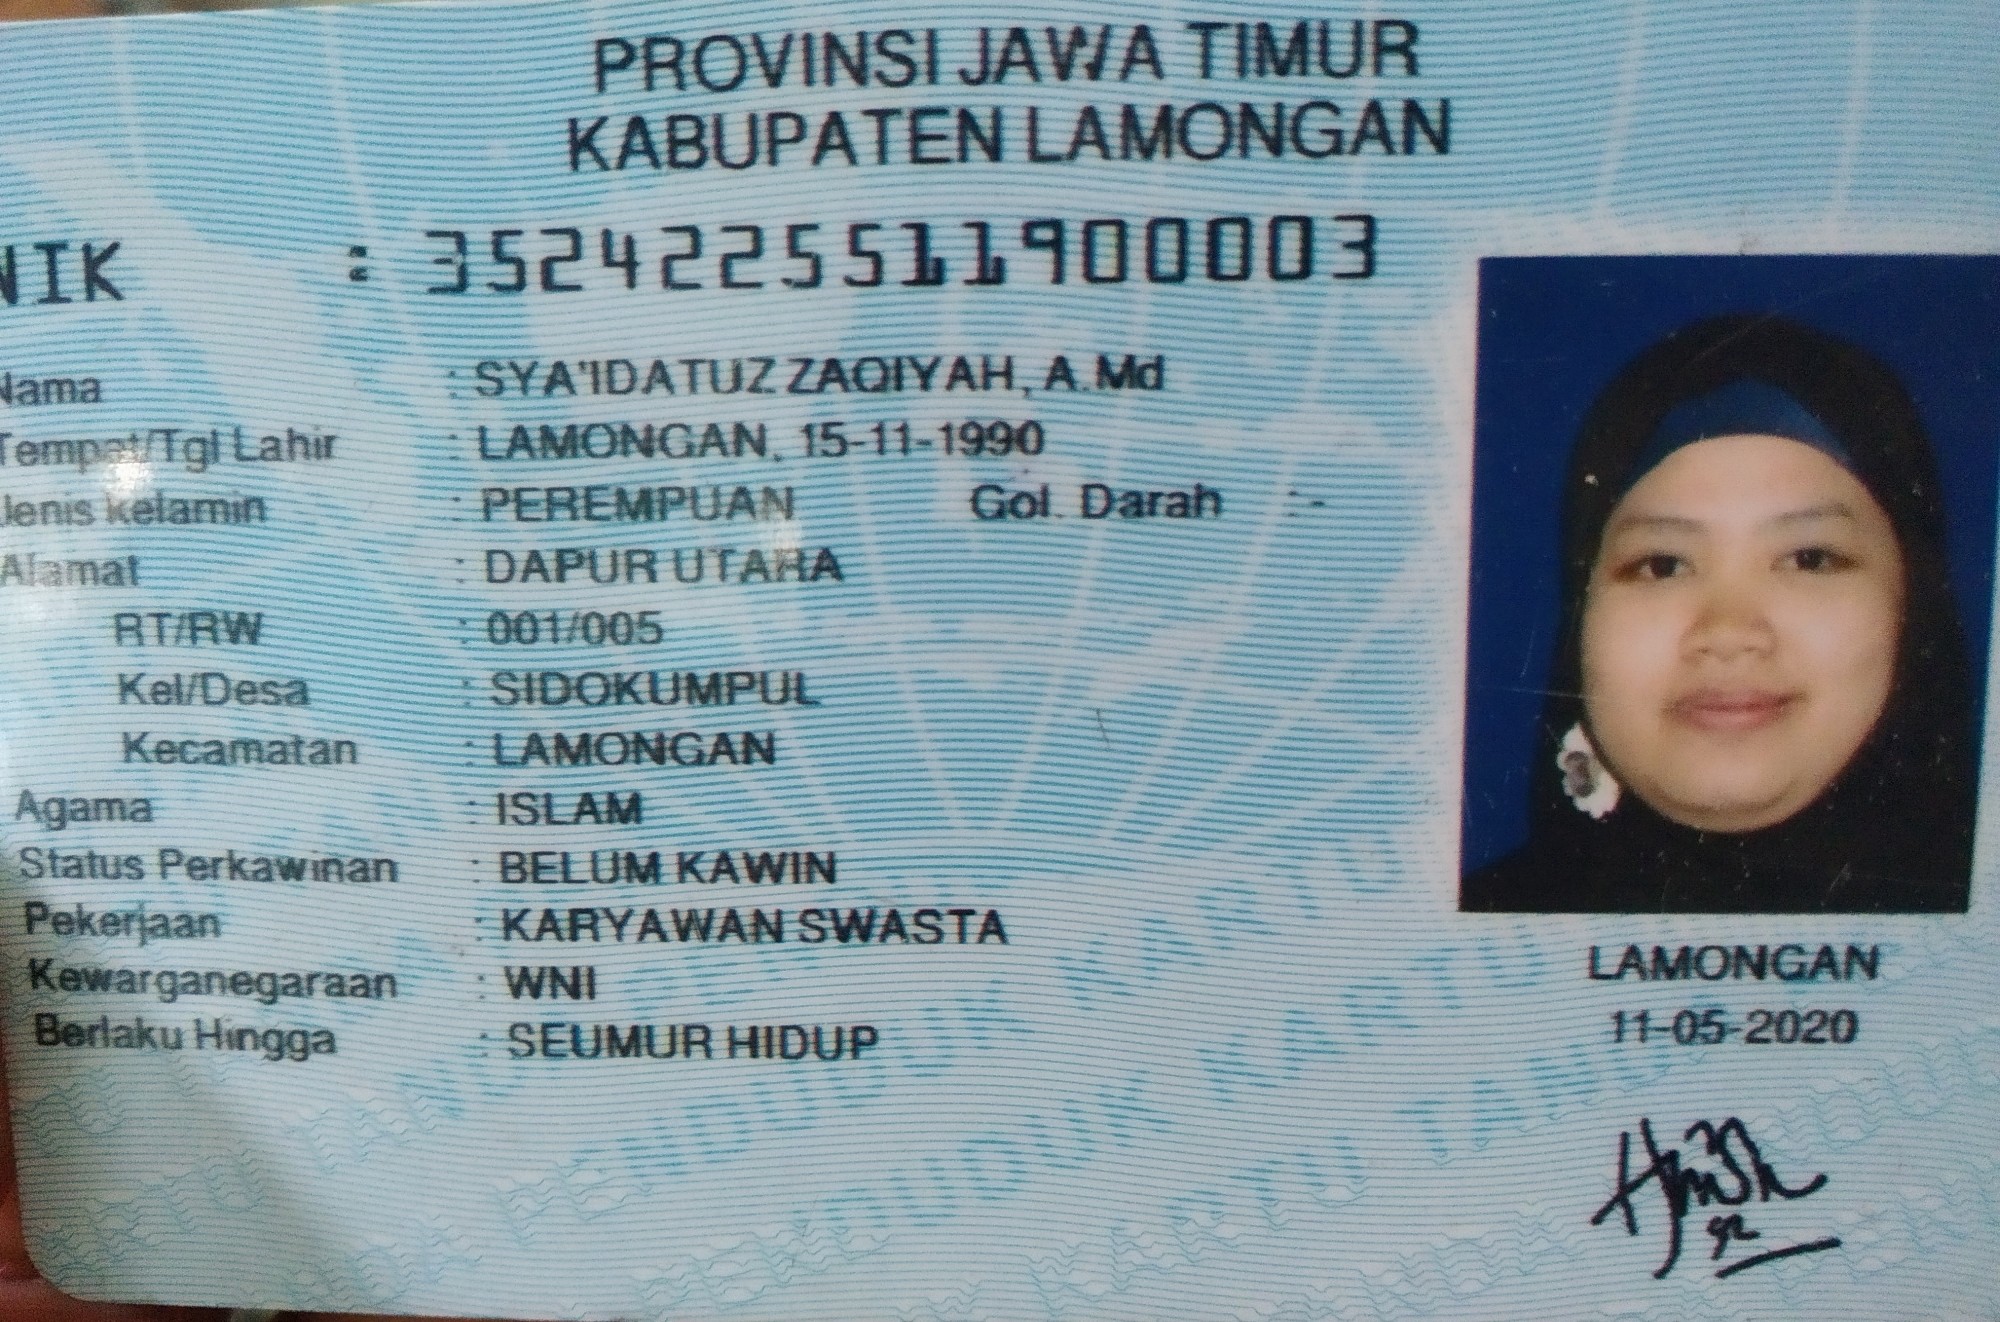 PROVINSI JAWA TIMUR
KABUPATEN LAMONGAN
NIK : 3524225511900003
Nama : SYA'IDATUZ ZAQIYAH, A.Md
Tempat/Tgl Lahir : LAMONGAN, 15-11-1990
Jenis kelamin : PEREMPUAN Gol. Darah : -
Alamat : DAPUR UTARA
RT/RW : 001/005
Kel/Desa : SIDOKUMPUL
Kecamatan : LAMONGAN
Agama : ISLAM
Status Perkawinan : BELUM KAWIN
Pekerjaan : KARYAWAN SWASTA
Kewarganegaraan : WNI
Berlaku Hingga : SEUMUR HIDUP
LAMONGAN
11-05-2020